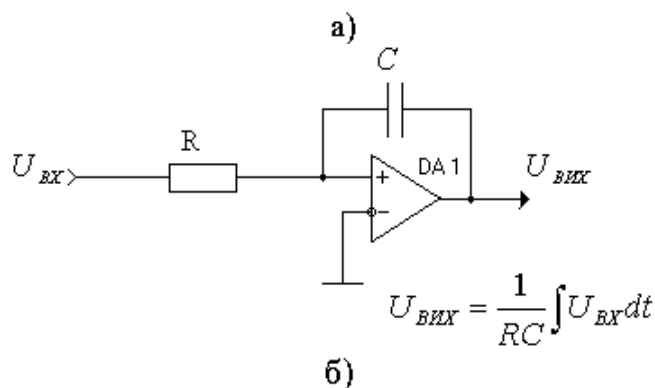 а)
C
R
U_ВХ
DA 1
U_ВИХ
+
-
U_ВИХ = 1/RC ∫ U_ВХ dt
б)